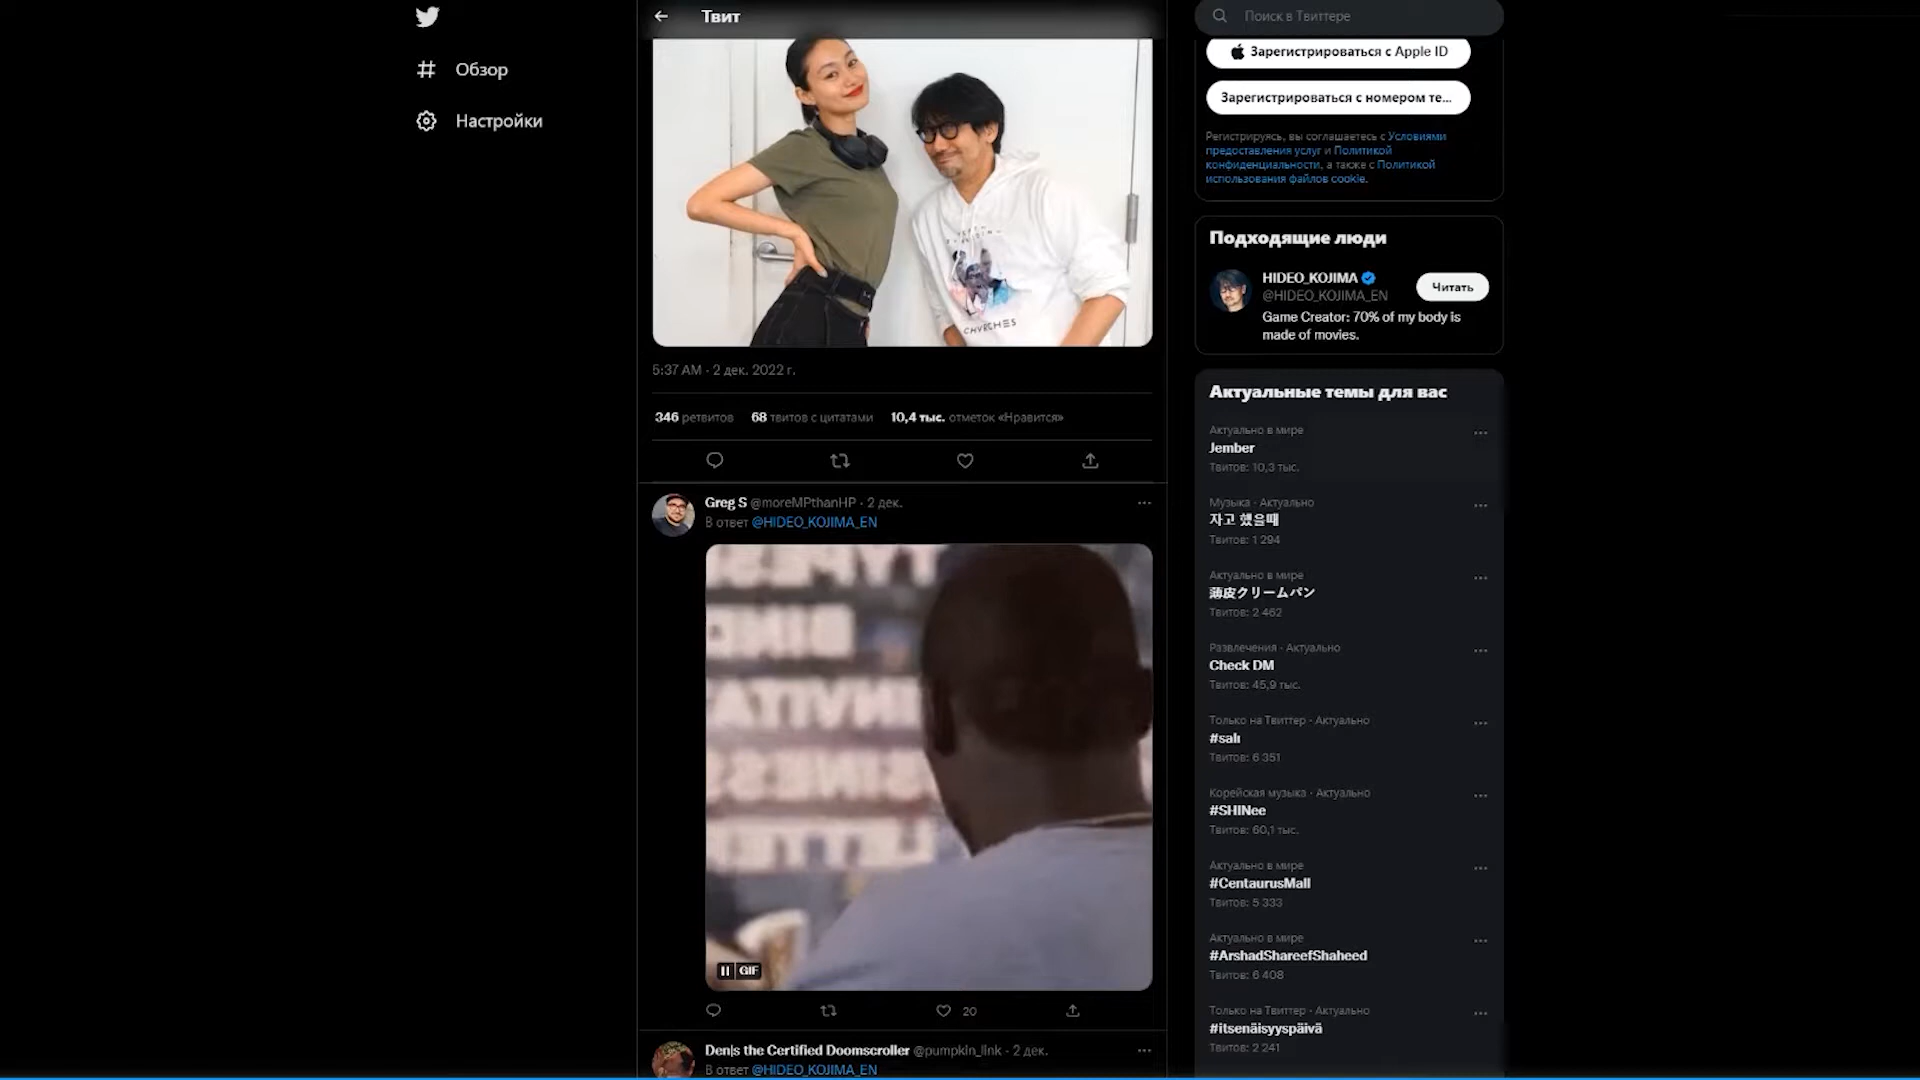 Обзор
Настройки
Твит
CHVRCHES
5:37 AM · 2 дек. 2022 г.
346 ретвитов 68 твитов с цитатами 10,4 тыс. отметок «Нравится»
Greg S @moreMPthanHP · 2 дек.
В ответ @HIDEO_KOJIMA_EN
GIF
20
Den|s the Certified Doomscroller @pumpkin_link · 2 дек.
В ответ @HIDEO_KOJIMA_EN
Поиск в Твиттере
Зарегистрироваться с Apple ID
Зарегистрироваться с номером те...
Регистрируясь, вы соглашаетесь с Условиями
предоставления услуг и Политикой
конфиденциальности, а также с Политикой
использования файлов cookie.
Подходящие люди
HIDEO_KOJIMA
@HIDEO_KOJIMA_EN
Читать
Game Creator: 70% of my body is
made of movies.
Актуальные темы для вас
Актуально в мире
Jember
Твитов: 10,3 тыс.
Музыка · Актуально
자고 했을때
Твитов: 1 294
Актуально в мире
薄皮クリームパン
Твитов: 2 462
Развлечения · Актуально
Check DM
Твитов: 45,9 тыс.
Только на Твиттер · Актуально
#salı
Твитов: 6 351
Корейская музыка · Актуально
#SHINee
Твитов: 60,1 тыс.
Актуально в мире
#CentaurusMall
Твитов: 5 333
Актуально в мире
#ArshadShareefShaheed
Твитов: 6 408
Только на Твиттер · Актуально
#itsenäisyyspäivä
Твитов: 2 241